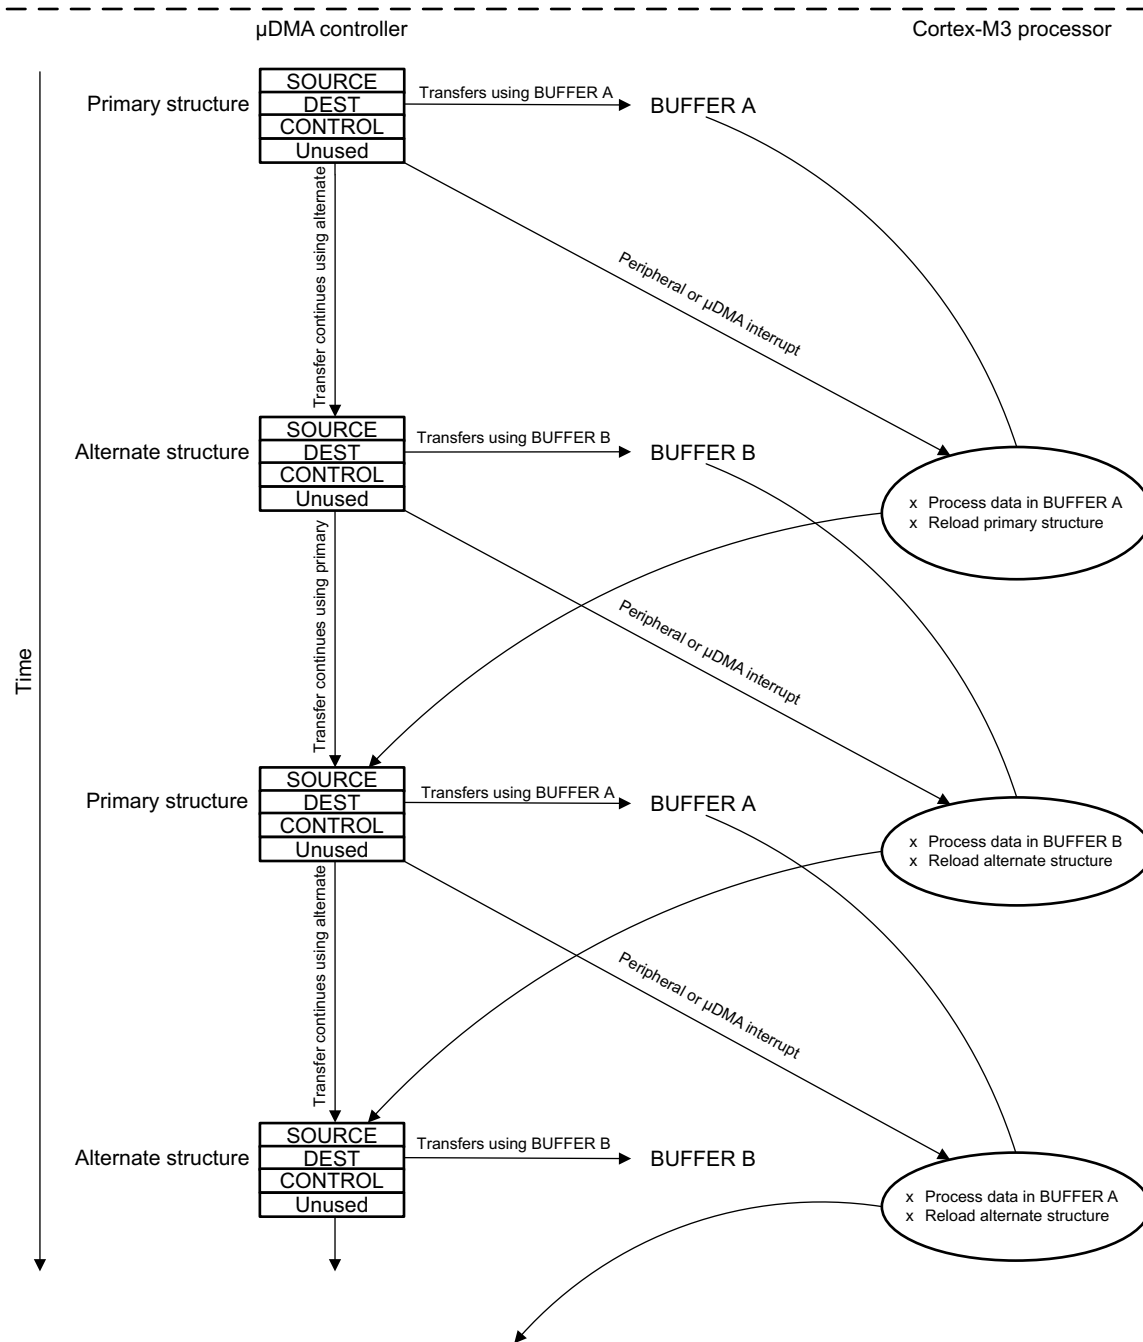 µDMA controller
Cortex-M3 processor
Primary structure
SOURCE
DEST
CONTROL
Unused
Transfers using BUFFER A
BUFFER A
Transfer continues using alternate
Peripheral or µDMA interrupt
Alternate structure
SOURCE
DEST
CONTROL
Unused
Transfers using BUFFER B
BUFFER B
x Process data in BUFFER A
x Reload primary structure
Transfer continues using primary
Peripheral or µDMA interrupt
Time
Primary structure
SOURCE
DEST
CONTROL
Unused
Transfers using BUFFER A
BUFFER A
x Process data in BUFFER B
x Reload alternate structure
Transfer continues using alternate
Peripheral or µDMA interrupt
Alternate structure
SOURCE
DEST
CONTROL
Unused
Transfers using BUFFER B
BUFFER B
x Process data in BUFFER A
x Reload alternate structure